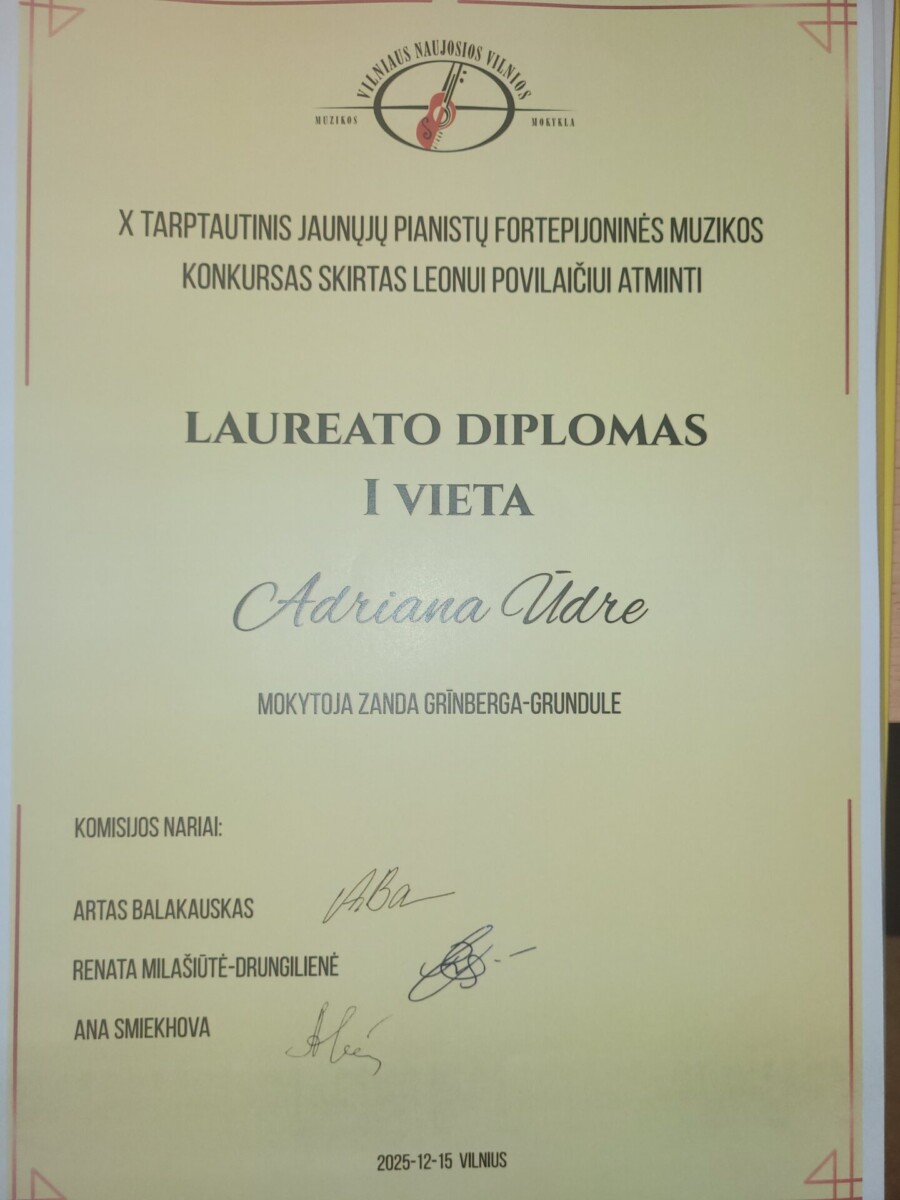 VILNIAUS NAUJOSIOS VILNIOS
MUZIKOS MOKYKLA
X TARPTAUTINIS JAUNŲJŲ PIANISTŲ FORTEPIJONINĖS MUZIKOS
KONKURSAS SKIRTAS LEONUI POVILAIČIUI ATMINTI
LAUREATO DIPLOMAS
I VIETA
Adriana Ūdre
MOKYTOJA ZANDA GRĪNBERGA-GRUNDULE
KOMISIJOS NARIAI:
ARTAS BALAKAUSKAS
RENATA MILAŠIŪTĖ-DRUNGILIENĖ
ANA SMIEKHOVA
2025-12-15 VILNIUS